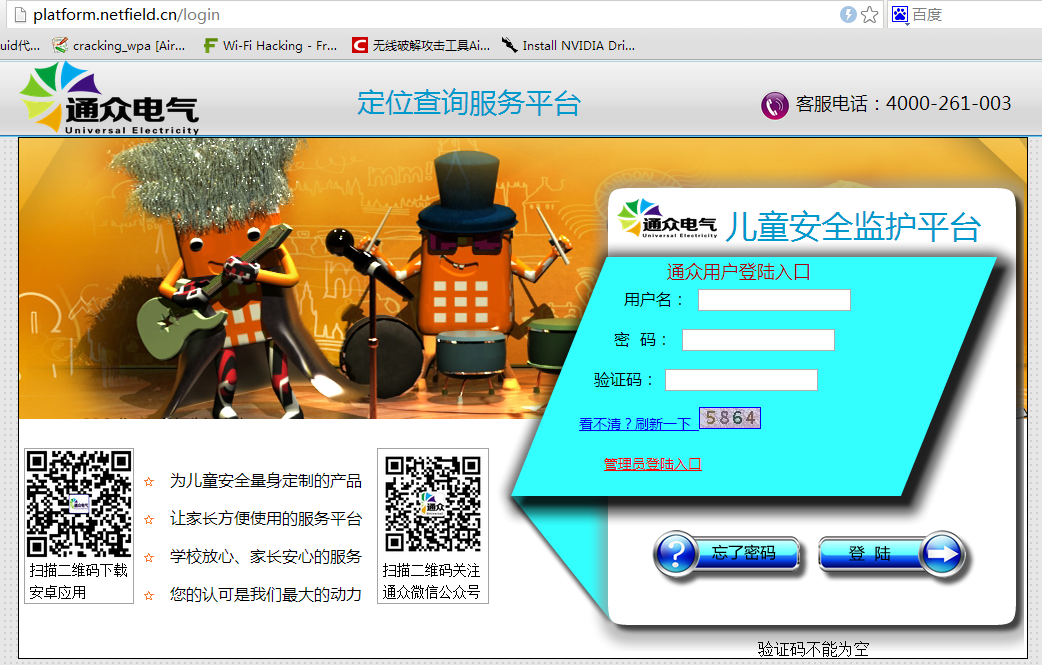 platform.netfield.cn/login
百度
uid代...
cracking_wpa [Air...
Wi-Fi Hacking - Fr...
无线破解攻击工具Ai...
Install NVIDIA Dri...
通众电气
Universal Electricity
定位查询服务平台
客服电话：4000-261-003
通众电气
Universal Electricity
儿童安全监护平台
通众用户登陆入口
用户名：
密 码：
验证码：
看不清？刷新一下
5864
管理员登陆入口
☆ 为儿童安全量身定制的产品
☆ 让家长方便使用的服务平台
☆ 学校放心、家长安心的服务
☆ 您的认可是我们最大的动力
扫描二维码下载
安卓应用
通众
扫描二维码关注
通众微信公众号
忘了密码
登 陆
验证码不能为空